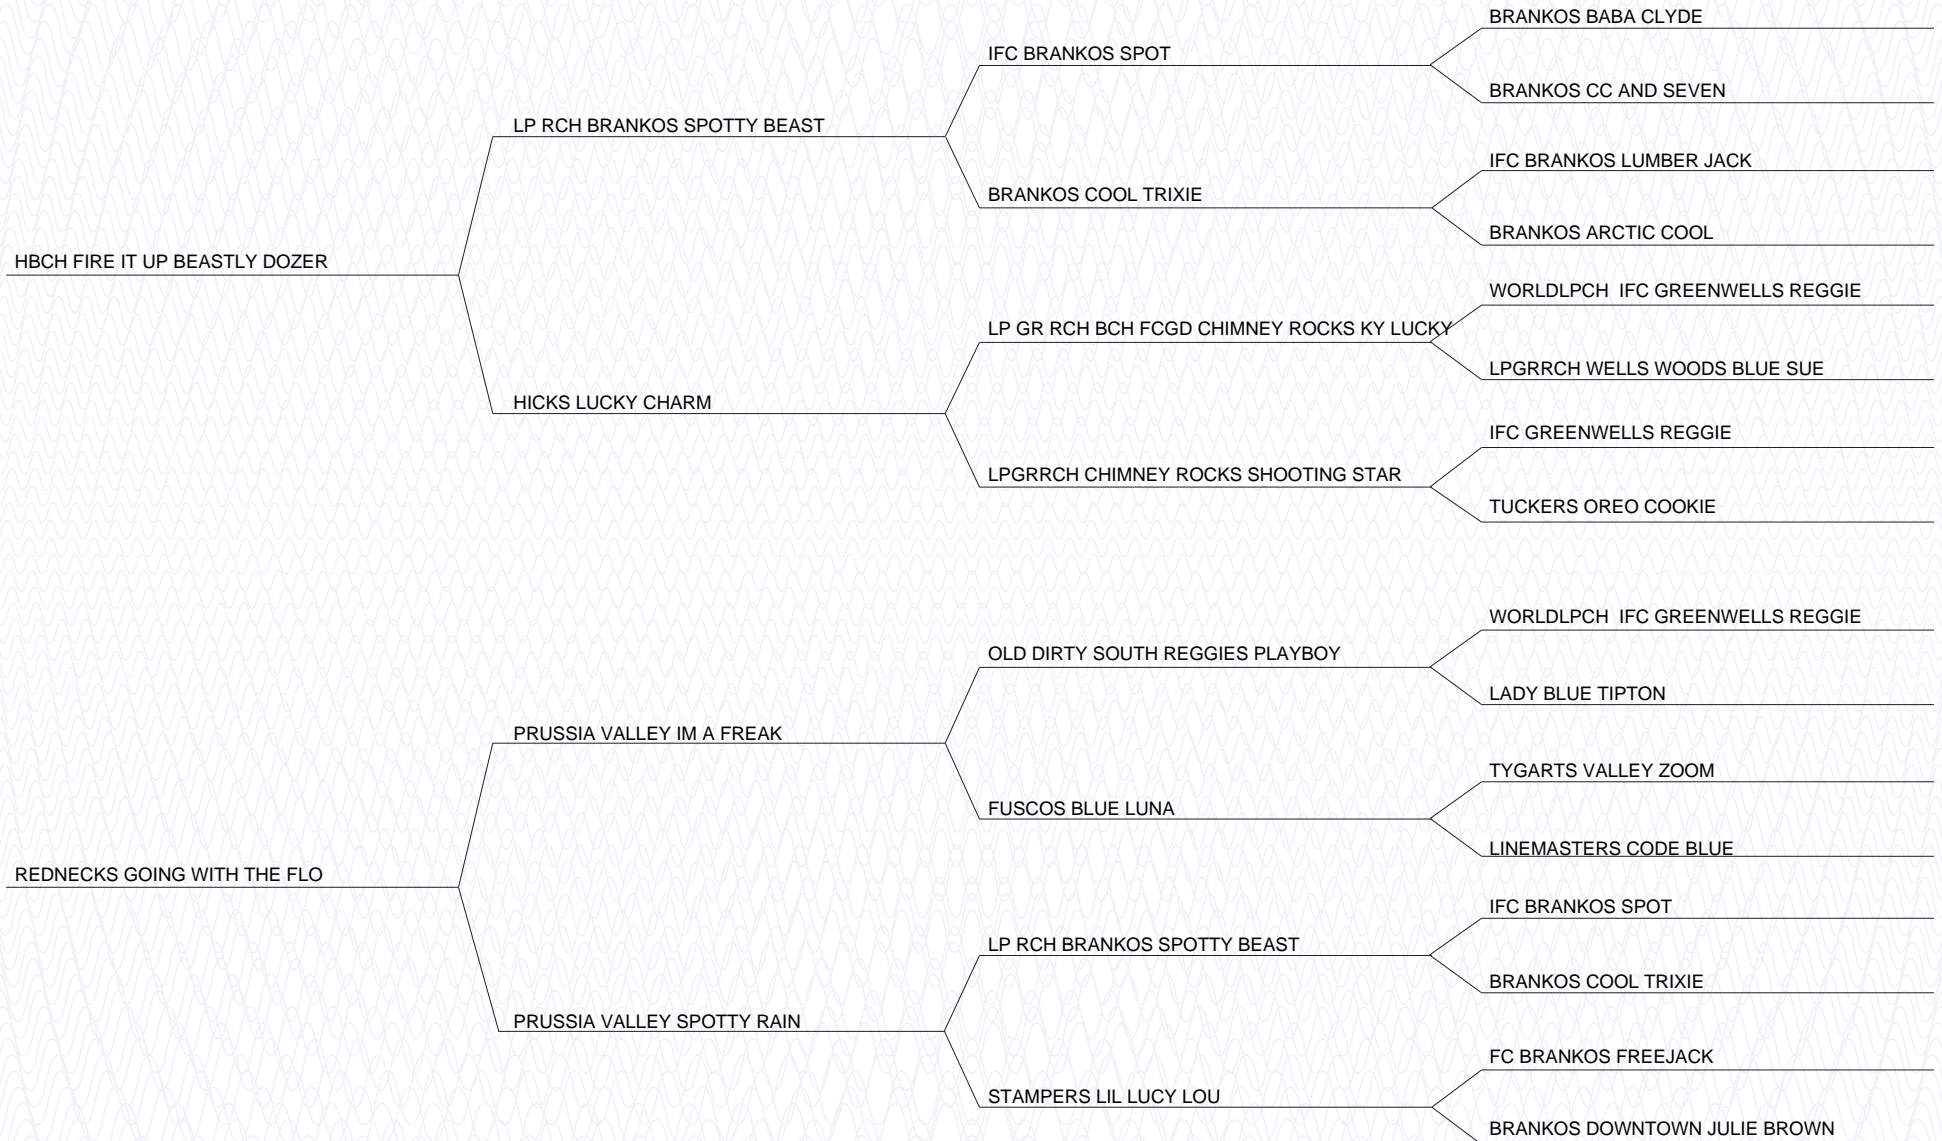 BRANKOS BABA CLYDE
IFC BRANKOS SPOT
BRANKOS CC AND SEVEN
LP RCH BRANKOS SPOTTY BEAST
IFC BRANKOS LUMBER JACK
BRANKOS COOL TRIXIE
BRANKOS ARCTIC COOL
HBCH FIRE IT UP BEASTLY DOZER
WORLDLPCH  IFC GREENWELLS REGGIE
LP GR RCH BCH FCGD CHIMNEY ROCKS KY LUCKY
LPGRRCH WELLS WOODS BLUE SUE
HICKS LUCKY CHARM
IFC GREENWELLS REGGIE
LPGRRCH CHIMNEY ROCKS SHOOTING STAR
TUCKERS OREO COOKIE
WORLDLPCH  IFC GREENWELLS REGGIE
OLD DIRTY SOUTH REGGIES PLAYBOY
LADY BLUE TIPTON
PRUSSIA VALLEY IM A FREAK
TYGARTS VALLEY ZOOM
FUSCOS BLUE LUNA
LINEMASTERS CODE BLUE
REDNECKS GOING WITH THE FLO
IFC BRANKOS SPOT
LP RCH BRANKOS SPOTTY BEAST
BRANKOS COOL TRIXIE
PRUSSIA VALLEY SPOTTY RAIN
FC BRANKOS FREEJACK
STAMPERS LIL LUCY LOU
BRANKOS DOWNTOWN JULIE BROWN